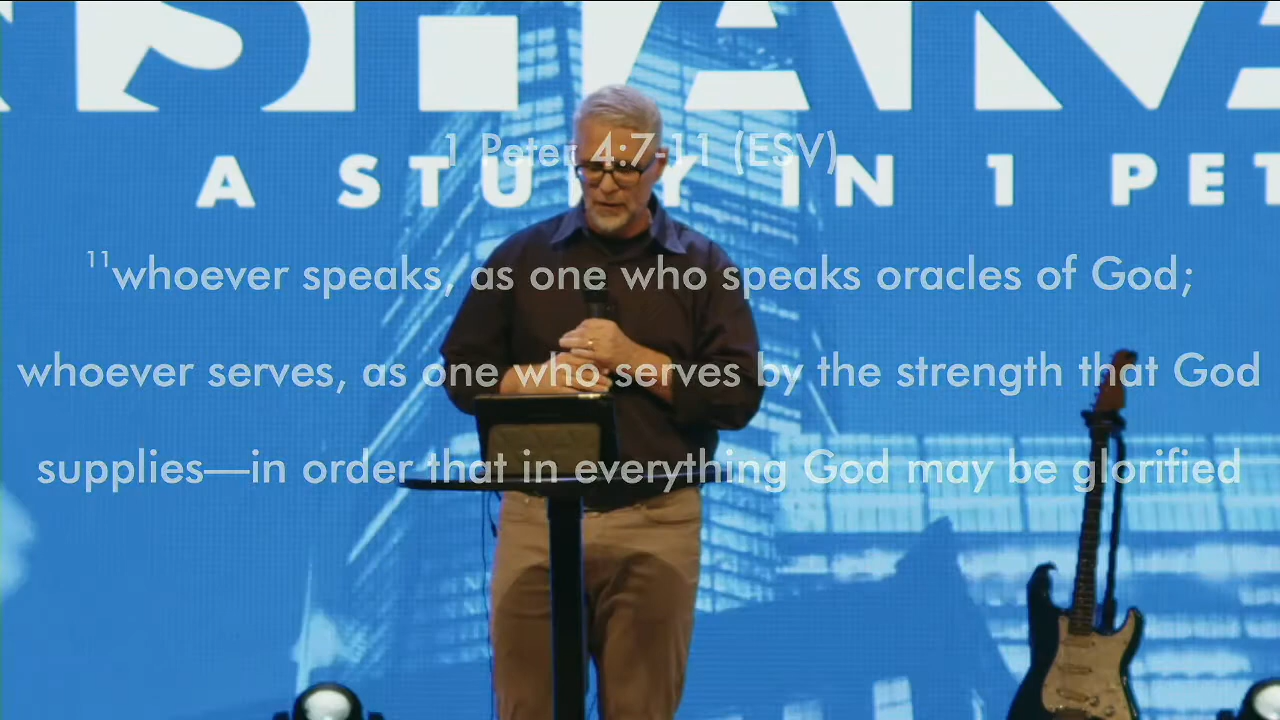 A STUDY IN 1 PET
1 Peter 4:7-11 (ESV)
11whoever speaks, as one who speaks oracles of God;
whoever serves, as one who serves by the strength that God
supplies—in order that in everything God may be glorified